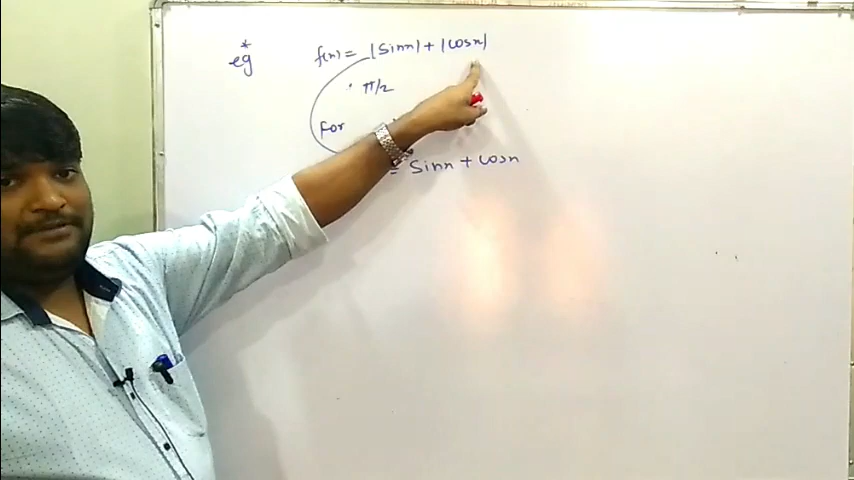 eg* f(x) = |Sinx| + |cosx|
π/2
For
= Sinx + cosx